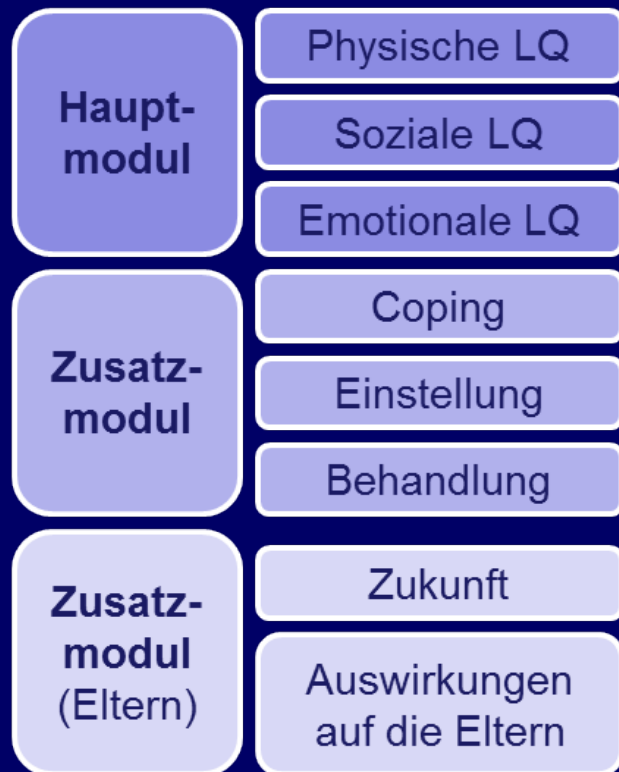 Haupt-
modul
Physische LQ
Soziale LQ
Emotionale LQ
Zusatz-
modul
Coping
Einstellung
Behandlung
Zusatz-
modul
(Eltern)
Zukunft
Auswirkungen
auf die Eltern